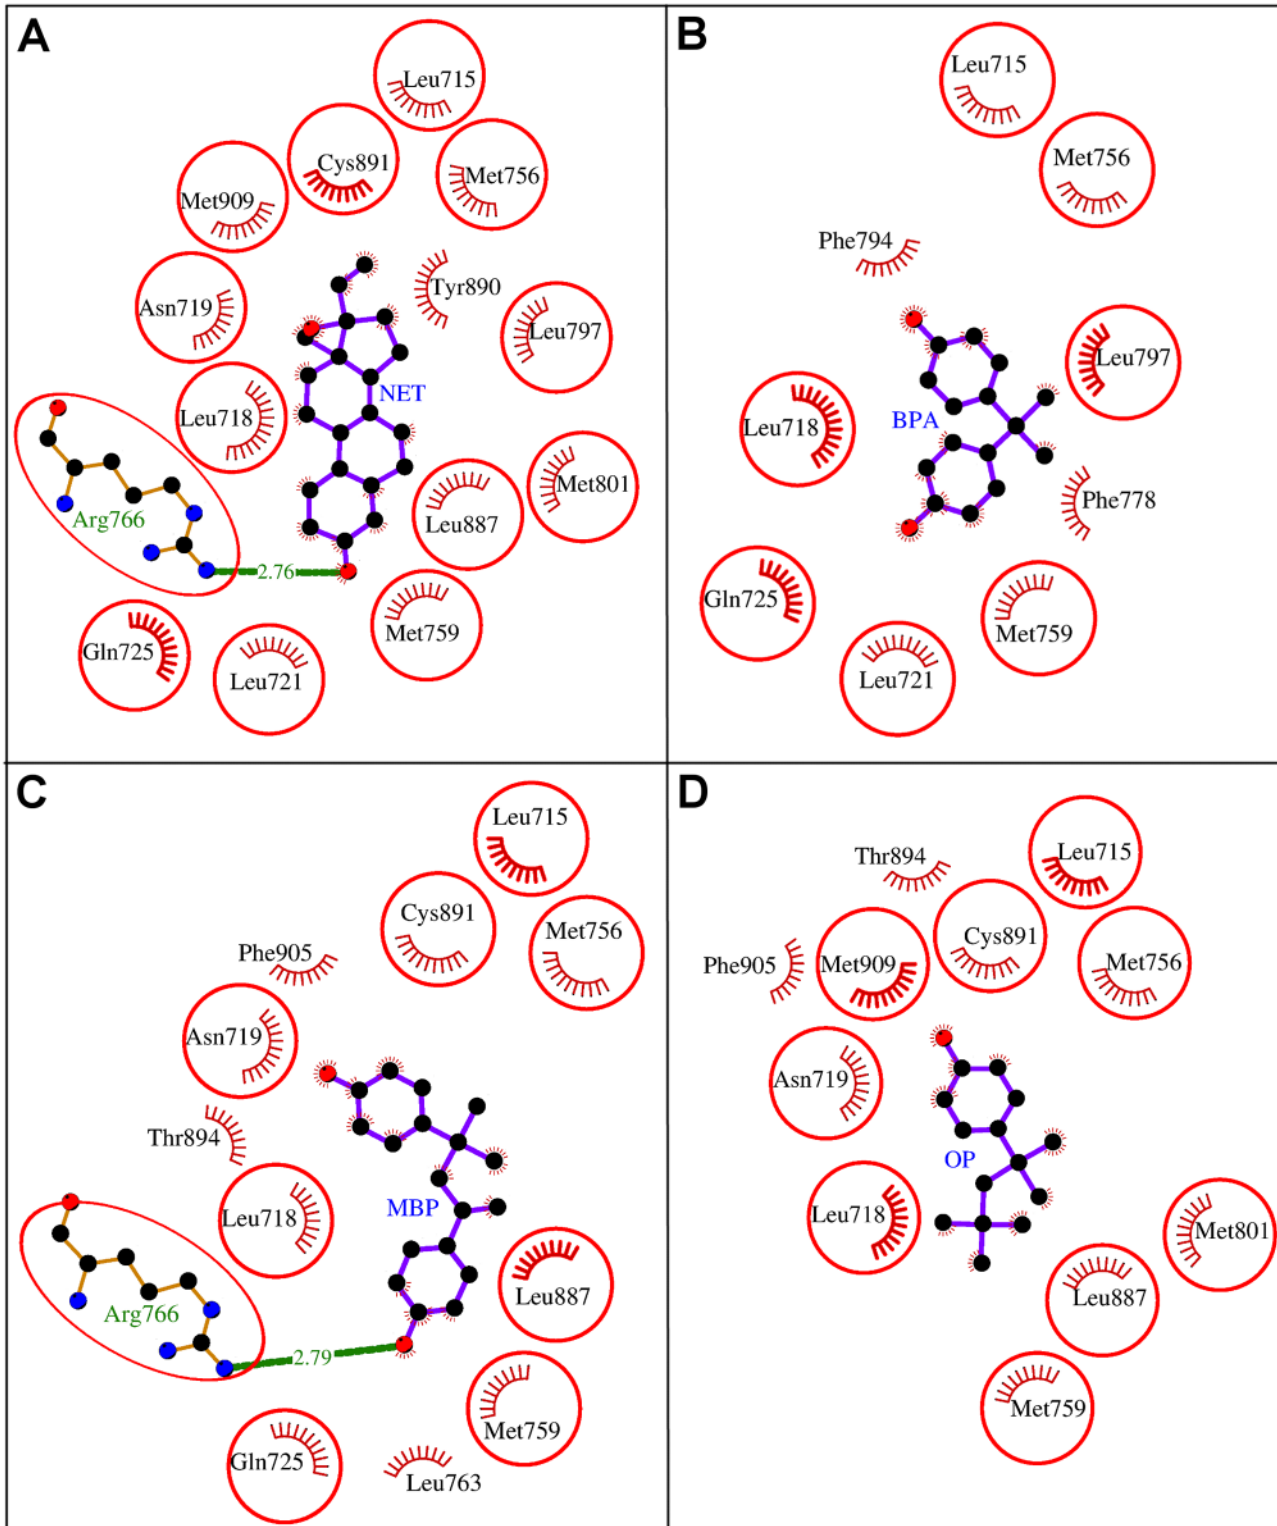 A
Leu715
Cys891
Met756
Met909
Tyr890
Asn719
Leu797
NET
Leu718
Met801
Arg766
Leu887
2.76
Met759
Gln725
Leu721
B
Leu715
Met756
Phe794
Leu797
Leu718
BPA
Phe778
Gln725
Met759
Leu721
C
Leu715
Cys891
Met756
Phe905
Asn719
Thr894
MBP
Leu718
Leu887
Arg766
2.79
Met759
Gln725
Leu763
D
Thr894
Leu715
Cys891
Met756
Phe905
Met909
Asn719
OP
Leu718
Met801
Leu887
Met759